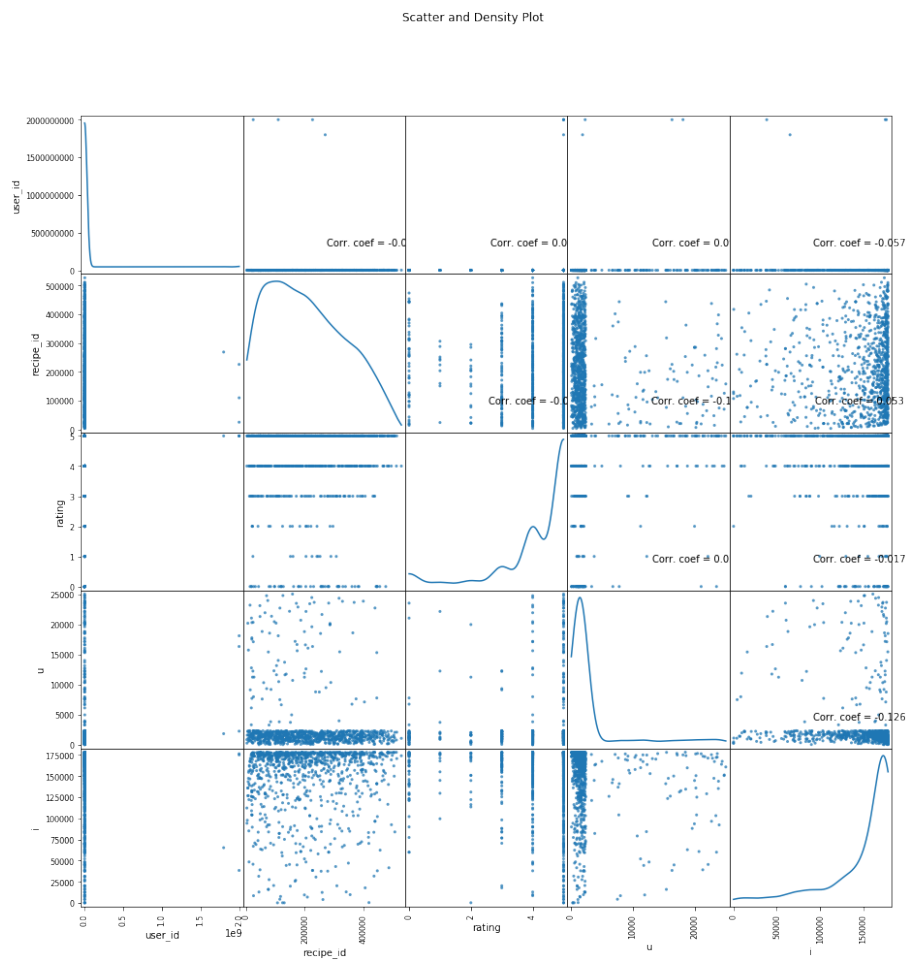 Scatter and Density Plot
2000000000
1500000000
1000000000
500000000
0
user_id
Corr. coef = -0.0
Corr. coef = 0.0
Corr. coef = 0.0
Corr. coef = -0.057
500000
400000
300000
200000
100000
0
recipe_id
Corr. coef = -0.0
Corr. coef = -0.1
Corr. coef = 0.053
5
4
3
2
1
0
rating
Corr. coef = 0.0
Corr. coef = -0.017
25000
20000
15000
10000
5000
0
u
Corr. coef = -0.126
175000
150000
125000
100000
75000
50000
25000
0
i
0.0
0.5
1.0
1.5
2.0
1e9
user_id
0
200000
400000
recipe_id
0
2
4
rating
0
10000
20000
u
0
50000
100000
150000
i